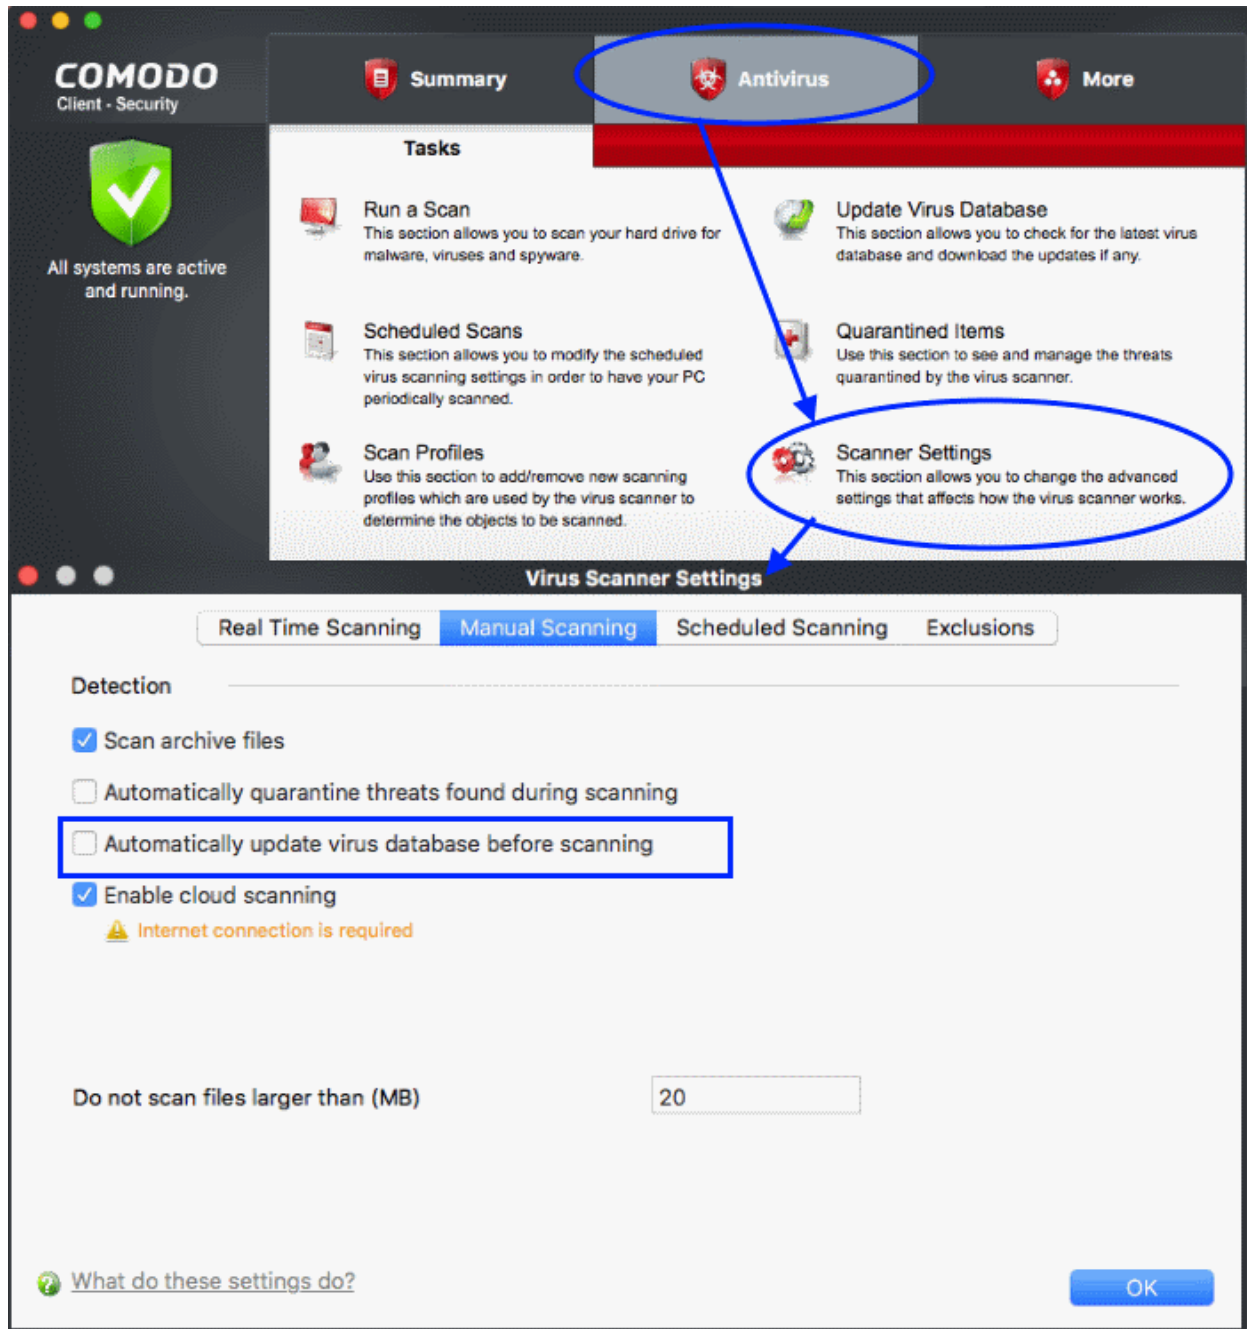 COMODO
Client - Security
Summary
Antivirus
More
Tasks
All systems are active
and running.
Run a Scan
This section allows you to scan your hard drive for
malware, viruses and spyware.
Update Virus Database
This section allows you to check for the latest virus
database and download the updates if any.
Scheduled Scans
This section allows you to modify the scheduled
virus scanning settings in order to have your PC
periodically scanned.
Quarantined Items
Use this section to see and manage the threats
quarantined by the virus scanner.
Scan Profiles
Use this section to add/remove new scanning
profiles which are used by the virus scanner to
determine the objects to be scanned.
Scanner Settings
This section allows you to change the advanced
settings that affects how the virus scanner works.
Virus Scanner Settings
Real Time Scanning
Manual Scanning
Scheduled Scanning
Exclusions
Detection
Scan archive files
Automatically quarantine threats found during scanning
Automatically update virus database before scanning
Enable cloud scanning
Internet connection is required
Do not scan files larger than (MB)
20
What do these settings do?
OK